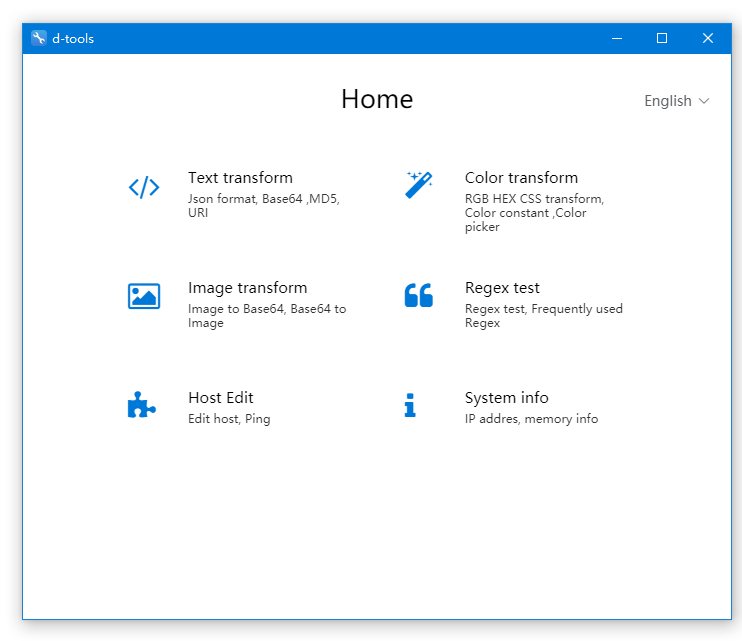 d-tools
Home
English
Text transform
Json format, Base64 ,MD5,
URI
Color transform
RGB HEX CSS transform,
Color constant ,Color
picker
Image transform
Image to Base64, Base64 to
Image
Regex test
Regex test, Frequently used
Regex
Host Edit
Edit host, Ping
System info
IP addres, memory info